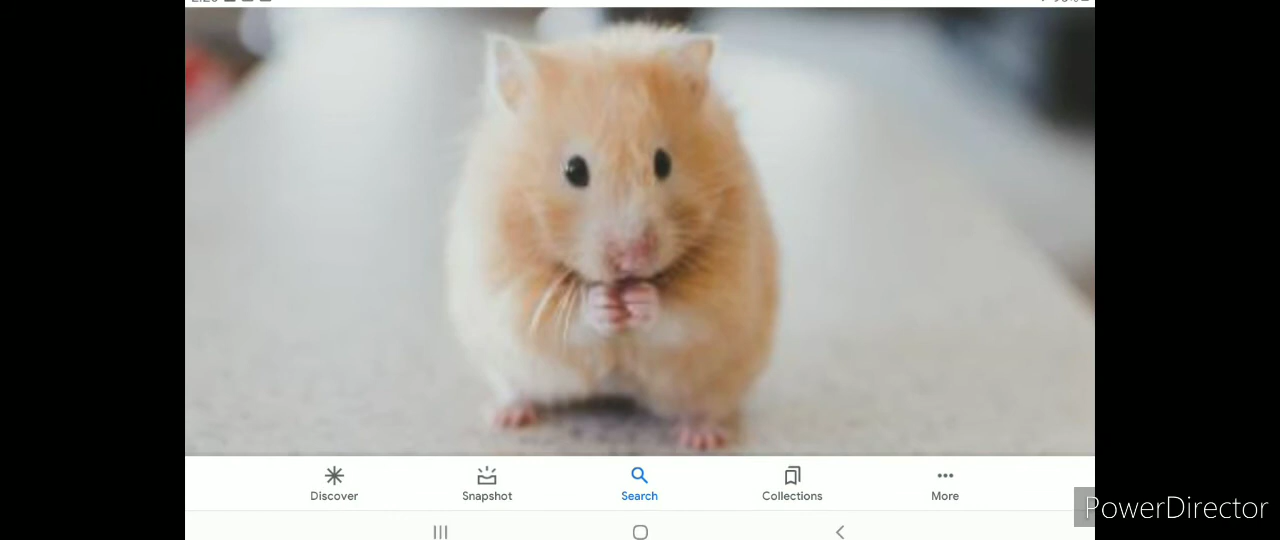 Discover
Snapshot
Search
Collections
More
PowerDirector